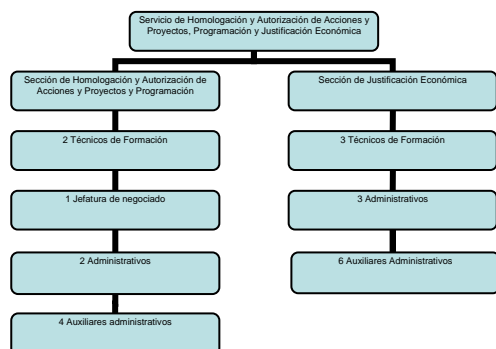 Servicio de Homologación y Autorización de Acciones y
Proyectos, Programación y Justificación Económica
Sección de Homologación y Autorización de
Acciones y Proyectos y Programación
2 Técnicos de Formación
1 Jefatura de negociado
2 Administrativos
4 Auxiliares administrativos
Sección de Justificación Económica
3 Técnicos de Formación
3 Administrativos
6 Auxiliares Administrativos